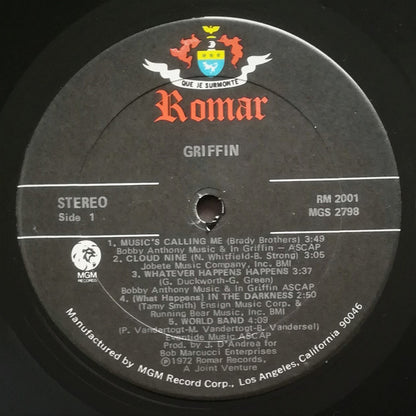 QUE JE SURMONTE
Romar
GRIFFIN
STEREO
Side 1
RM 2001
MGS 2798
1. MUSIC'S CALLING ME (Brady Brothers) 3:49
Bobby Anthony Music & In Griffin – ASCAP
2. CLOUD NINE (N. Whitfield-B. Strong) 3:05
Jobete Music Company, Inc. BMI
3. WHATEVER HAPPENS HAPPENS 3:37
(G. Duckworth-G. Green)
Bobby Anthony Music & In Griffin ASCAP
4. (What Happens) IN THE DARKNESS 2:50
(Tamy Smith) Ensign Music Corp. &
Running Bear Music, Inc. BMI
5. WORLD BAND 4:09
(P. Vandertogt-M. Vandertogt-B. Vandersel)
Eventide Music ASCAP
Prod. by J. D'Andrea for
Bob Marcucci Enterprises
©1972 Romar Records,
A Joint Venture
MGM
RECORDS
Manufactured by MGM Record Corp., Los Angeles, California 90046